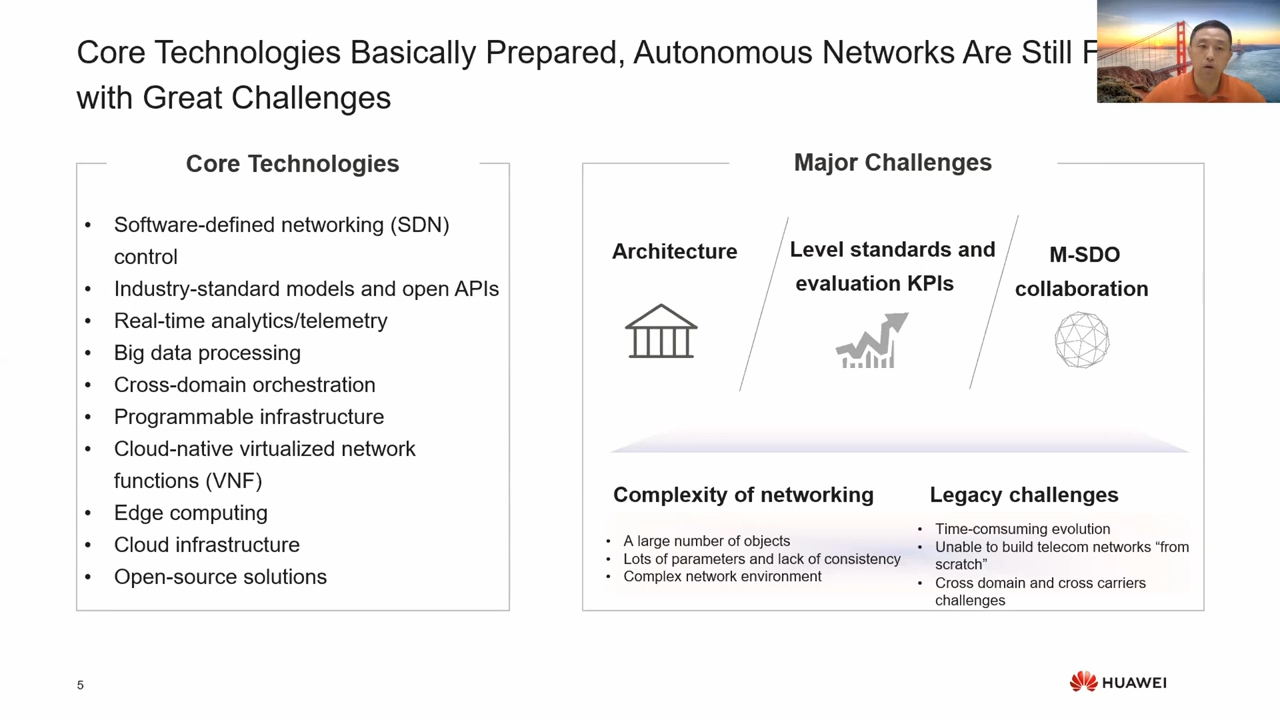 Core Technologies Basically Prepared, Autonomous Networks Are Still
with Great Challenges
Core Technologies
• Software-defined networking (SDN)
control
• Industry-standard models and open APIs
• Real-time analytics/telemetry
• Big data processing
• Cross-domain orchestration
• Programmable infrastructure
• Cloud-native virtualized network
functions (VNF)
• Edge computing
• Cloud infrastructure
• Open-source solutions
Major Challenges
Architecture
Level standards and
evaluation KPIs
M-SDO
collaboration
Complexity of networking
• A large number of objects
• Lots of parameters and lack of consistency
• Complex network environment
Legacy challenges
• Time-comsuming evolution
• Unable to build telecom networks “from
scratch”
• Cross domain and cross carriers
challenges
5
HUAWEI